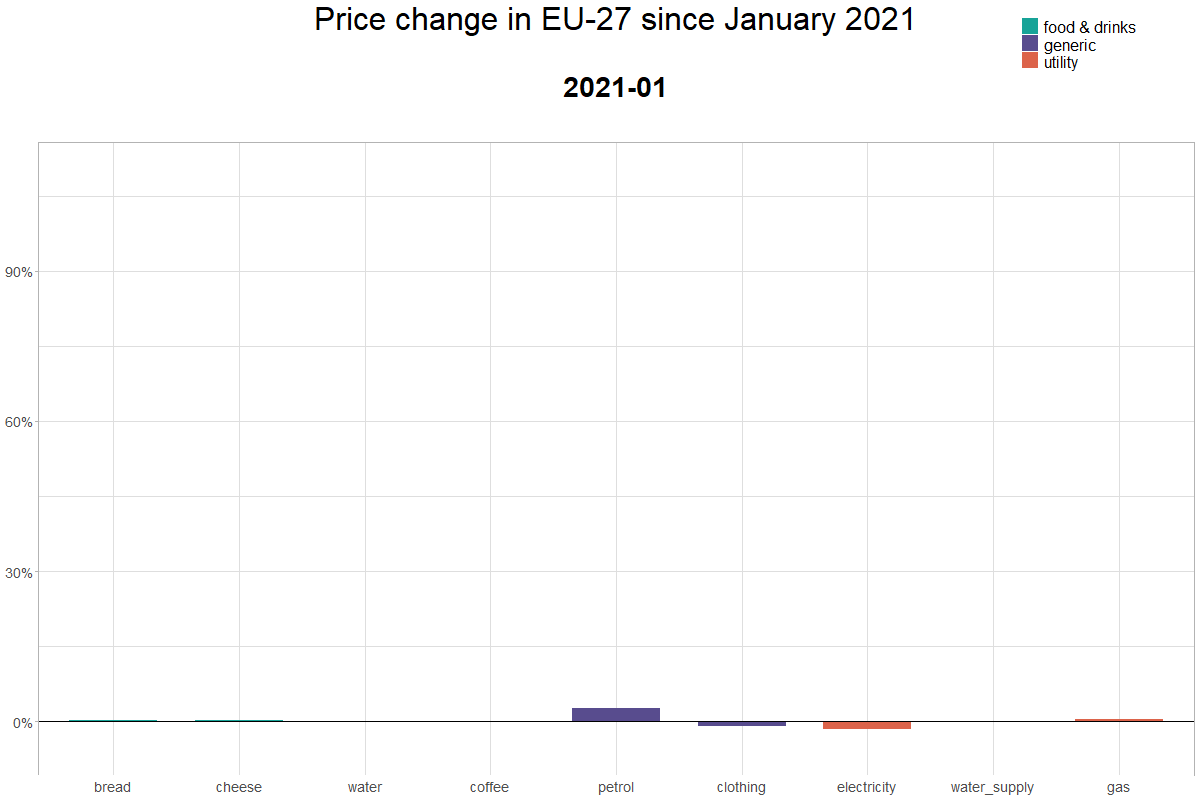 Price change in EU-27 since January 2021
food & drinks
generic
utility
2021-01
90%
60%
30%
0%
bread cheese water coffee petrol clothing electricity water_supply gas